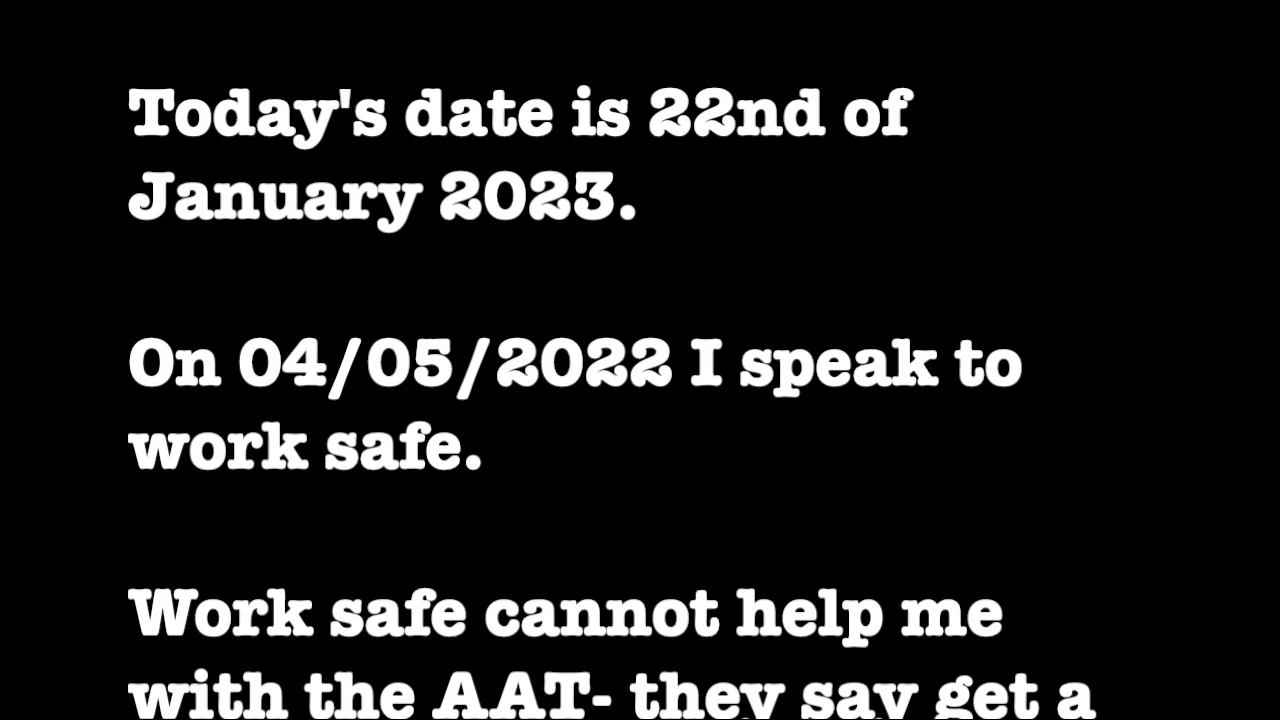 Today's date is 22nd of
January 2023.
On 04/05/2022 I speak to
work safe.
Work safe cannot help me
with the AAT- they say get a